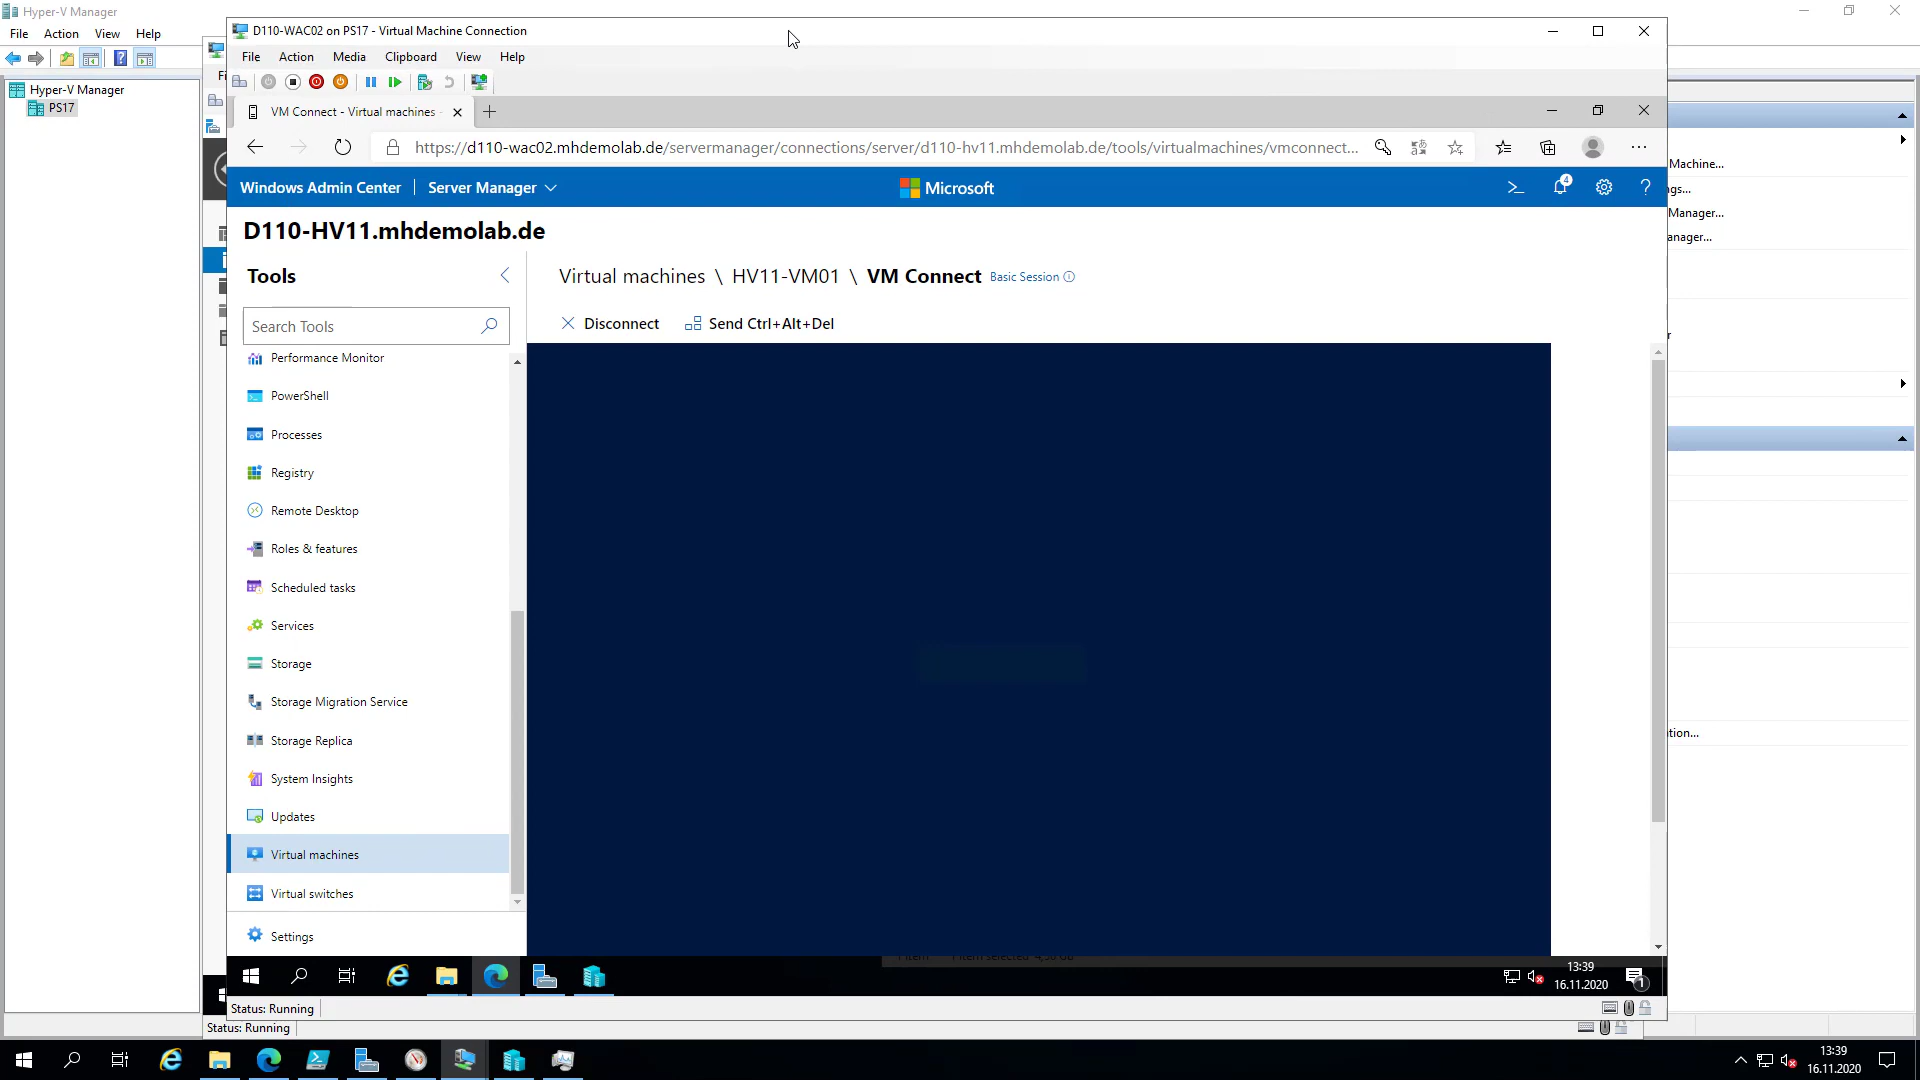 Hyper-V Manager
File Action View Help
Hyper-V Manager
PS17
D110-WAC02 on PS17 - Virtual Machine Connection
File Action Media Clipboard View Help
VM Connect - Virtual machines -
https://d110-wac02.mhdemolab.de/servermanager/connections/server/d110-hv11.mhdemolab.de/tools/virtualmachines/vmconnect...
Windows Admin Center | Server Manager
Microsoft
4
D110-HV11.mhdemolab.de
Tools
Search Tools
Performance Monitor
PowerShell
Processes
Registry
Remote Desktop
Roles & features
Scheduled tasks
Services
Storage
Storage Migration Service
Storage Replica
System Insights
Updates
Virtual machines
Virtual switches
Settings
Virtual machines \ HV11-VM01 \ VM Connect Basic Session
Disconnect Send Ctrl+Alt+Del
Machine...
gs...
Manager...
anager...
r
tion...
13:39
16.11.2020
1
Status: Running
Status: Running
13:39
16.11.2020